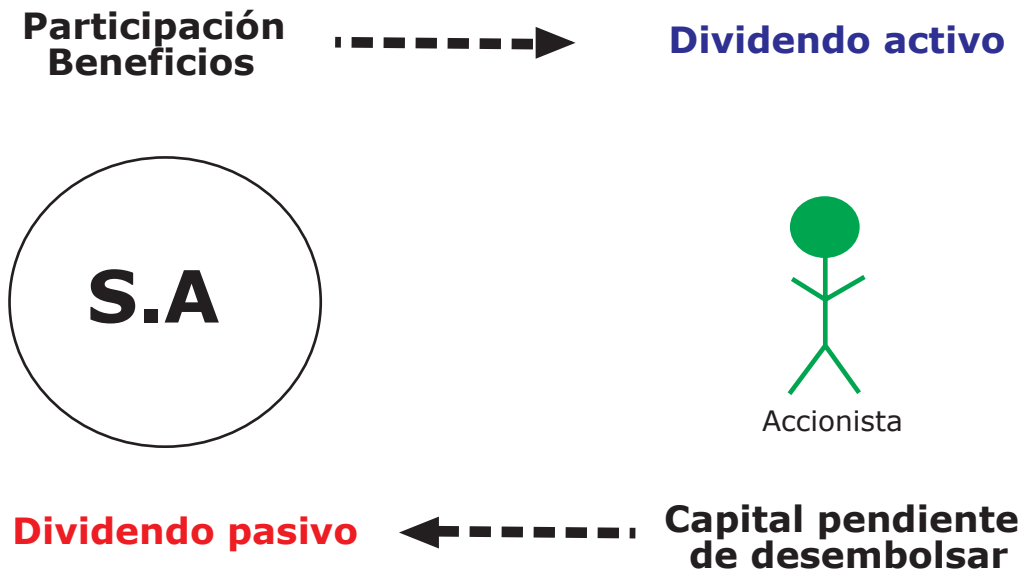 Participación
Beneficios
Dividendo activo
S.A
Accionista
Dividendo pasivo
Capital pendiente
de desembolsar